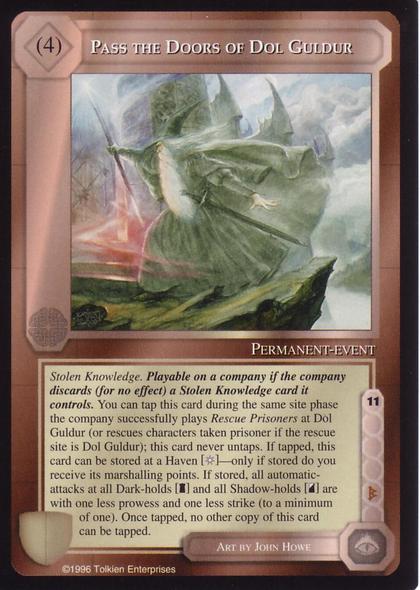 (4)
PASS THE DOORS OF DOL GULDUR
PERMANENT-EVENT
Stolen Knowledge. Playable on a company if the company
discards (for no effect) a Stolen Knowledge card it
controls. You can tap this card during the same site phase
the company successfully plays Rescue Prisoners at Dol
Guldur (or rescues characters taken prisoner if the rescue
site is Dol Guldur); this card never untaps. If tapped, this
card can be stored at a Haven [☼]—only if stored do you
receive its marshalling points. If stored, all automatic-
attacks at all Dark-holds [ ] and all Shadow-holds [ ] are
with one less prowess and one less strike (to a minimum
of one). Once tapped, no other copy of this card
can be tapped.
11
ART BY JOHN HOWE
©1996 Tolkien Enterprises